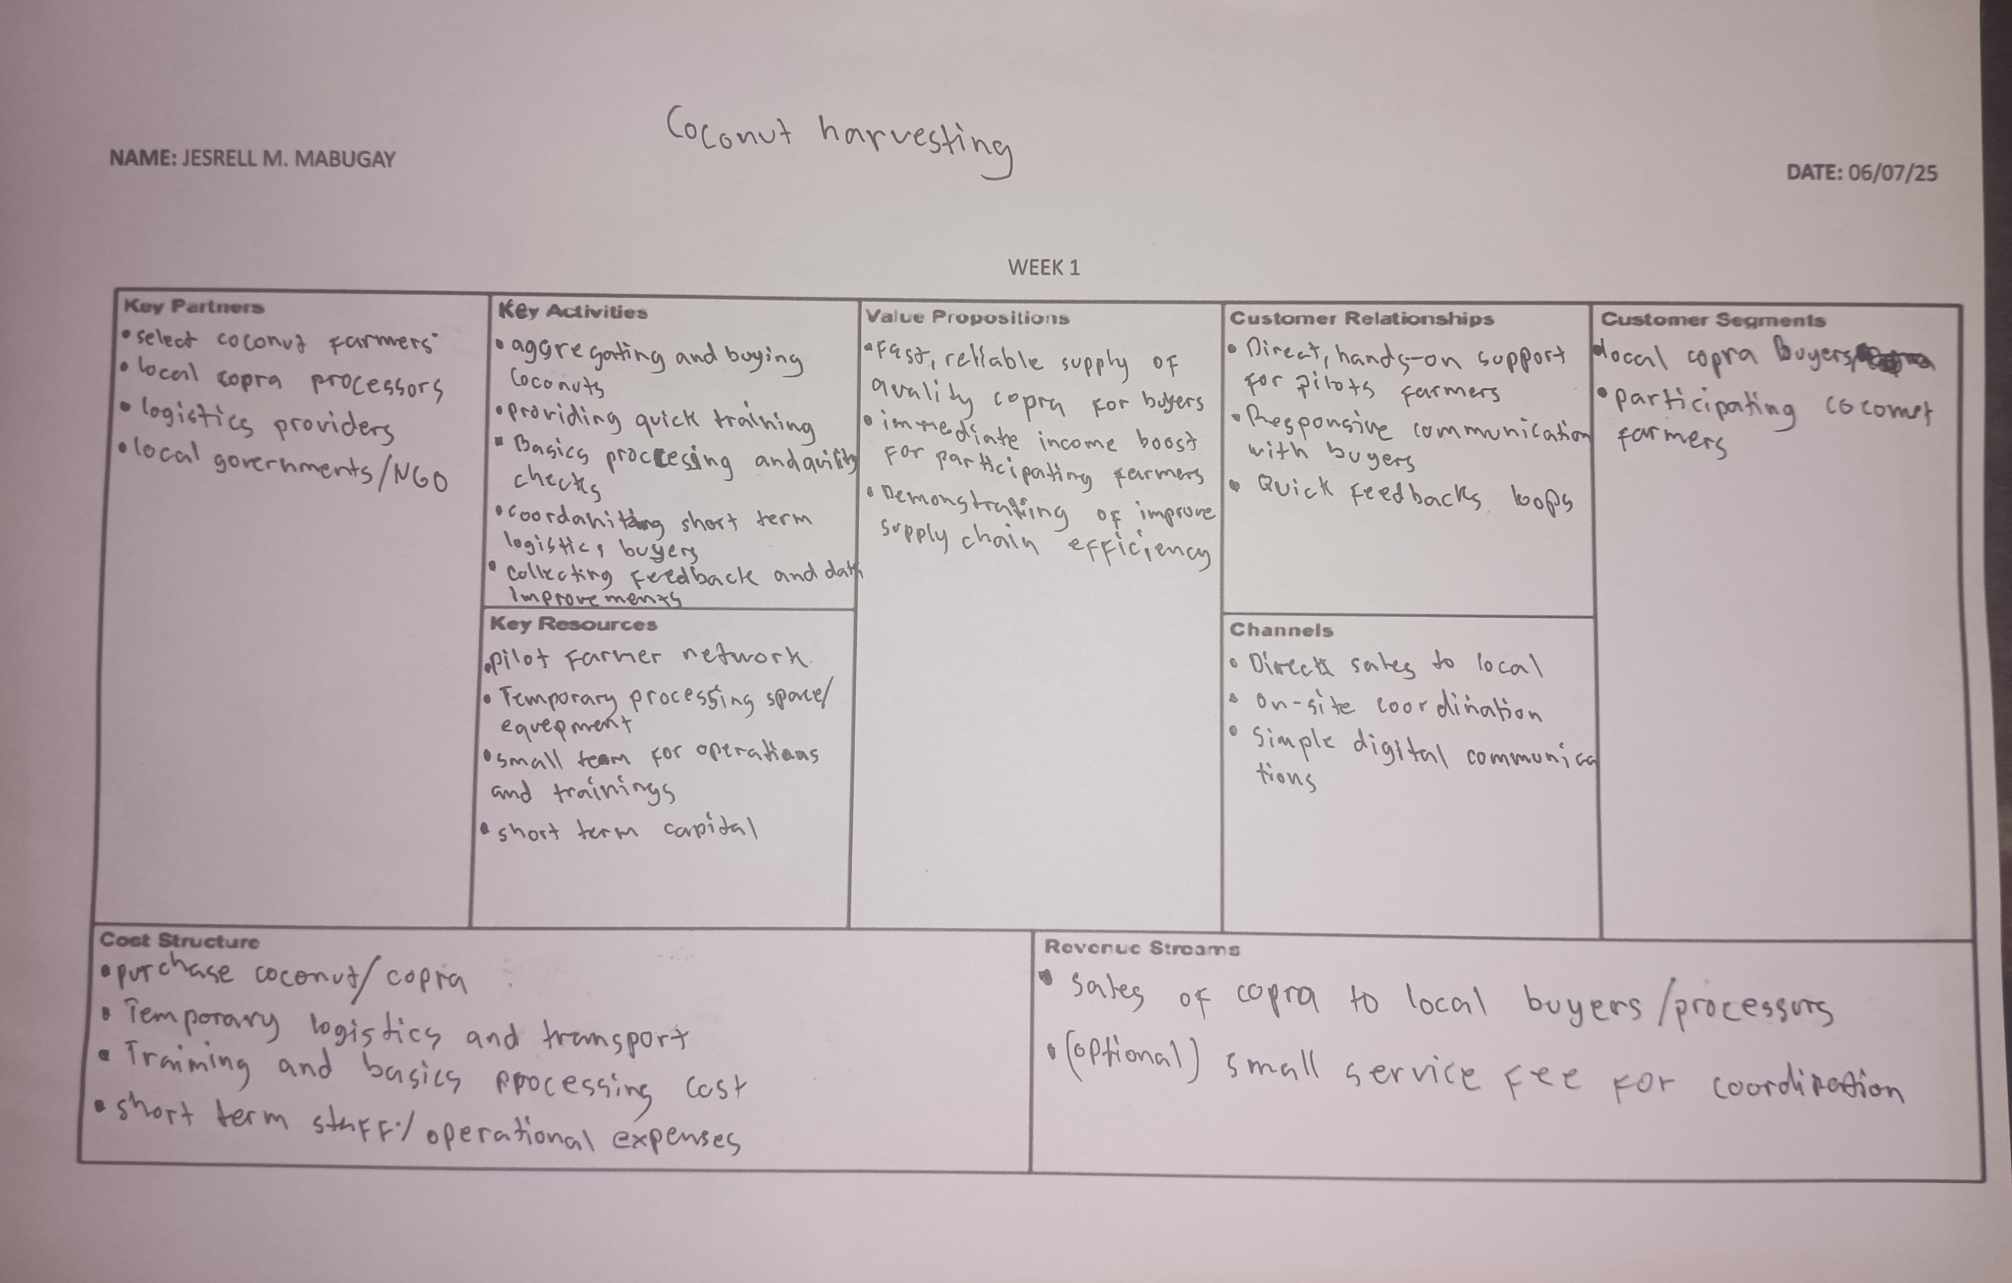 Coconut harvesting
NAME: JESRELL M. MABUGAY
DATE: 06/07/25
WEEK 1
Key Partners
• select coconut farmers
• local copra processors
• logistics providers
• local governments/NGO
Key Activities
• aggregating and buying
coconuts
• providing quick training
• Basics proccesing and quility
checks
• coordaniting short term
logistics buyers
• collecting feedback and data
improvements
Key Resources
• pilot farmer network
• Temporary processing space/
equepment
• small team for operations
and trainings
• short term capital
Value Propositions
• Fast, reliable supply of
quality copra for buyers
• immediate income boost
for participating farmers
• Demonstrating of improve
supply chain efficiency
Customer Relationships
• Direct, hands-on support
for pilots farmers
• Responsive communication
with buyers
• Quick Feedbacks loops
Channels
• Direct sales to local
• on-site coordination
• simple digital communica
tions
Customer Segments
• local copra Buyers
• participating coconut
farmers
Cost Structure
• purchase coconut/copra
• Temporary logistics and transport
• Training and basics processing cost
• short term staff/operational expenses
Revenue Streams
• sales of copra to local buyers/processors
• (optional) small service fee for coordination